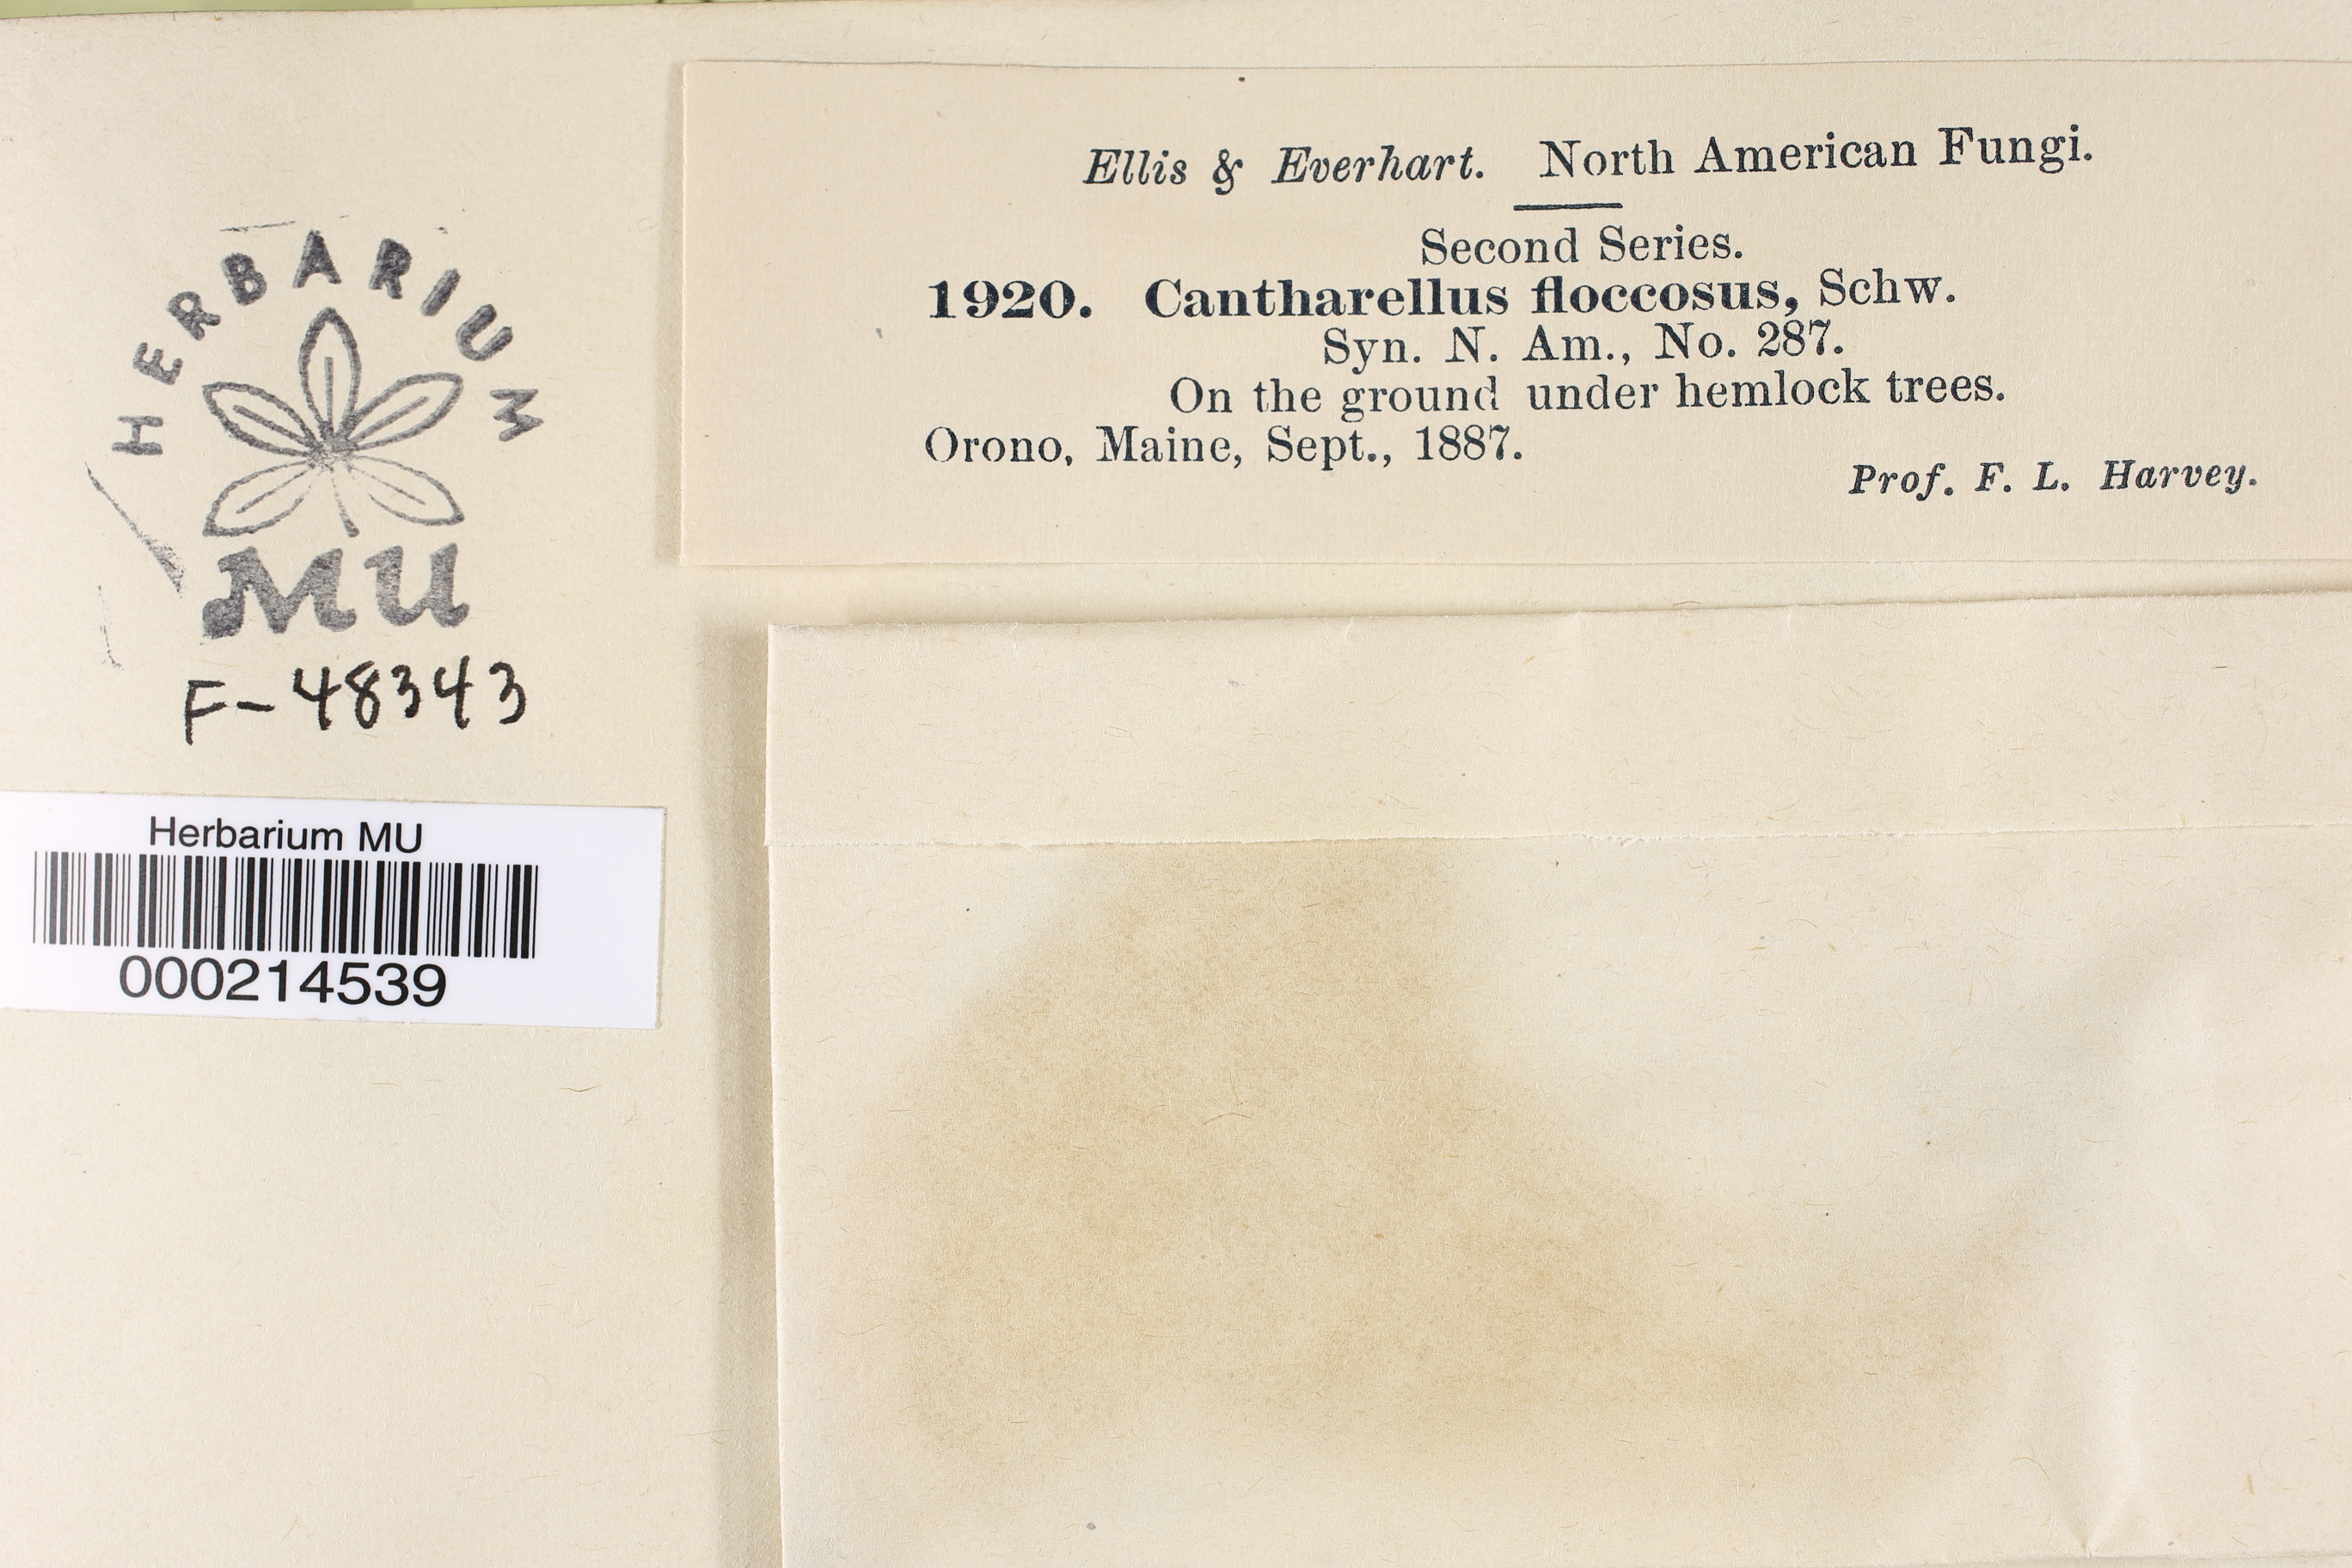 Ellis & Everhart. North American Fungi.
Second Series.
1920. Cantharellus floccosus, Schw.
Syn. N. Am., No. 287.
On the ground under hemlock trees.
Orono, Maine, Sept., 1887.
Prof. F. L. Harvey.
HERBARIUM
MU
F-48343
Herbarium MU
000214539